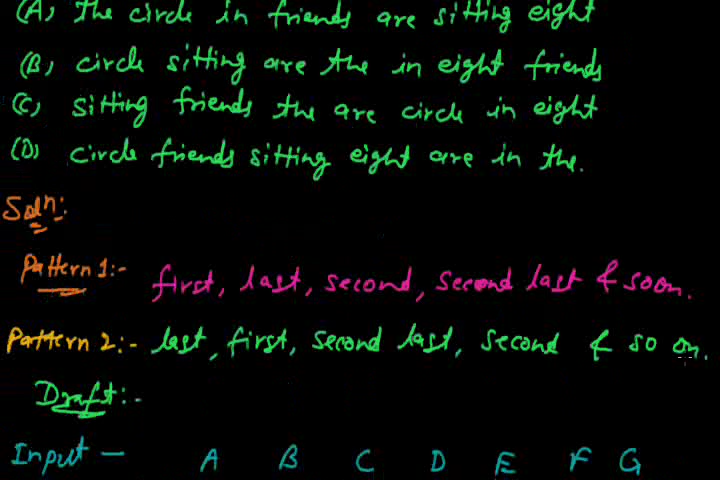 (A) the circle in friends are sitting eight
(B) circle sitting are the in eight friends
(C) sitting friends the are circle in eight
(D) circle friends sitting eight are in the.
Soln:
Pattern 1:- first, last, second, second last & soon.
Pattern 2:- last, first, second last, second & so on.
Draft:-
Input — A B C D E F G